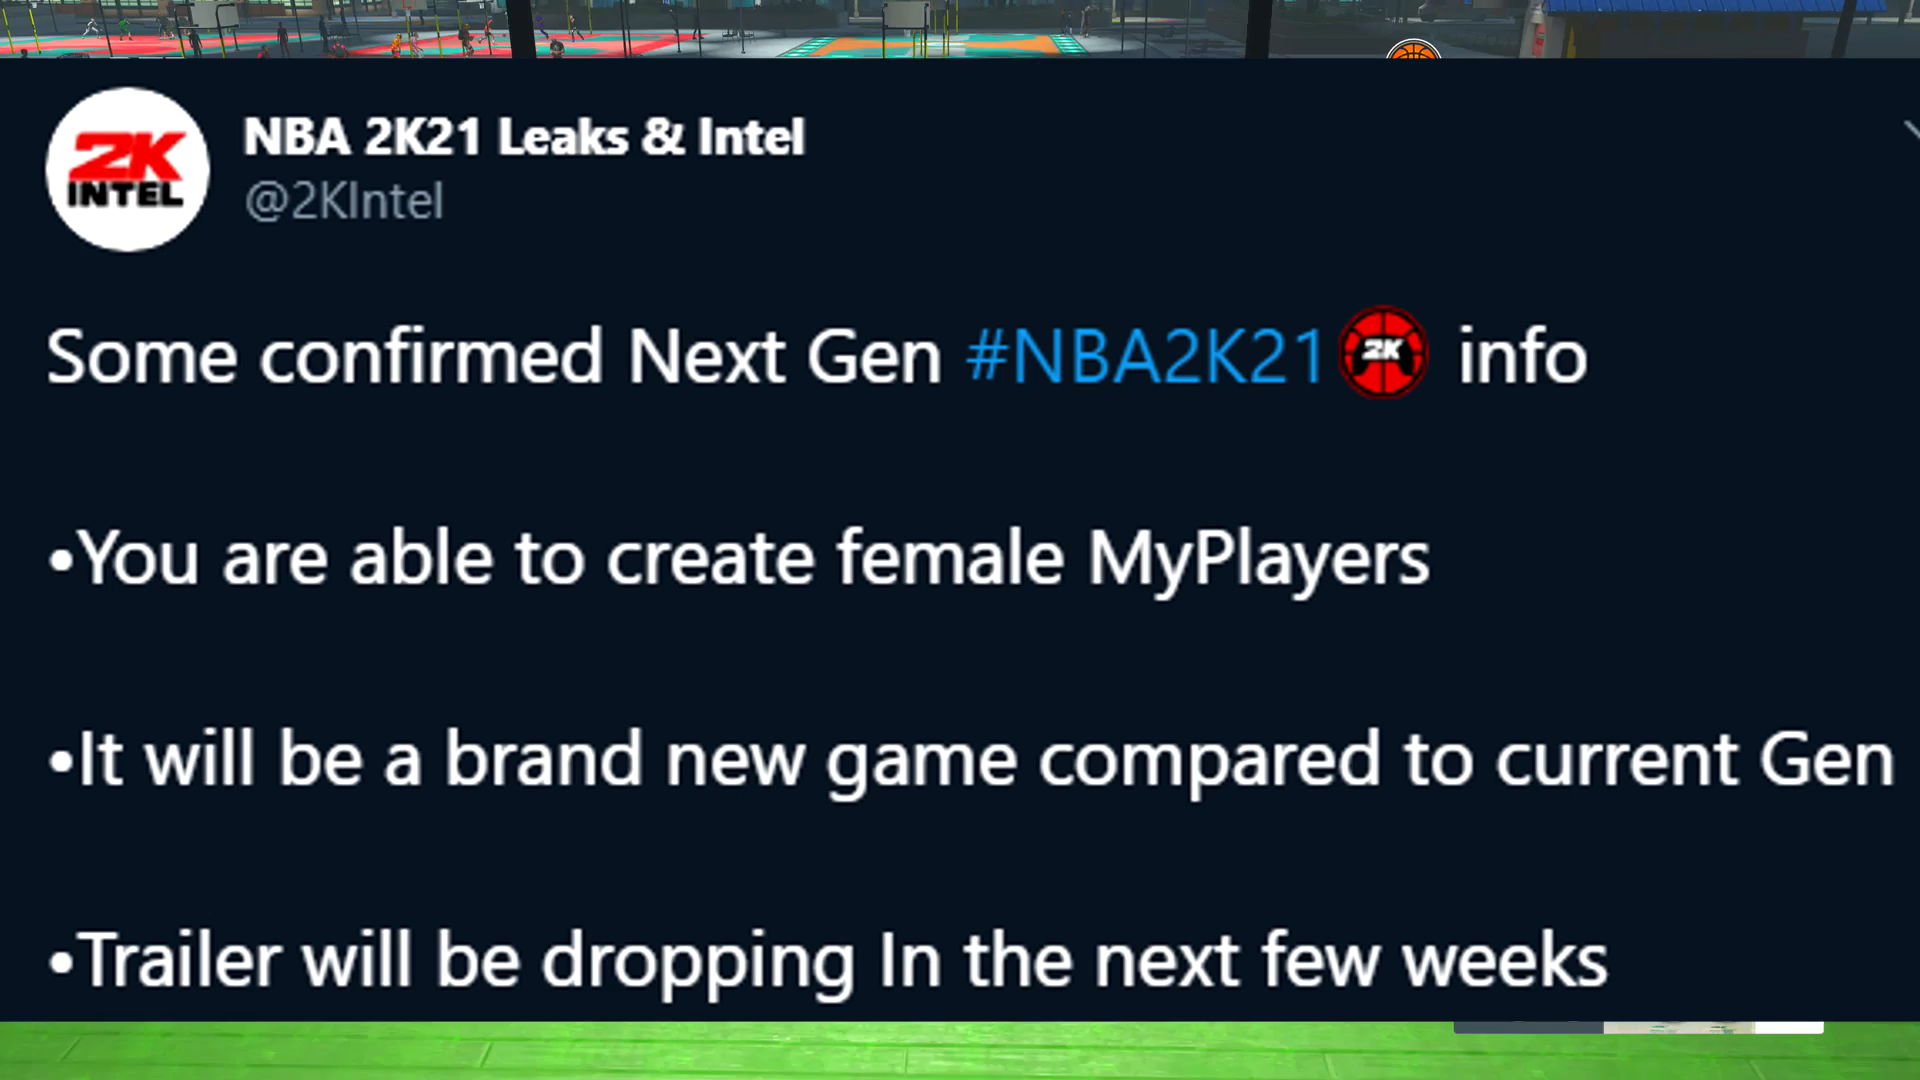 2K
INTEL
NBA 2K21 Leaks & Intel
@2KIntel
Some confirmed Next Gen #NBA2K21 2K info
•You are able to create female MyPlayers
•It will be a brand new game compared to current Gen
•Trailer will be dropping In the next few weeks